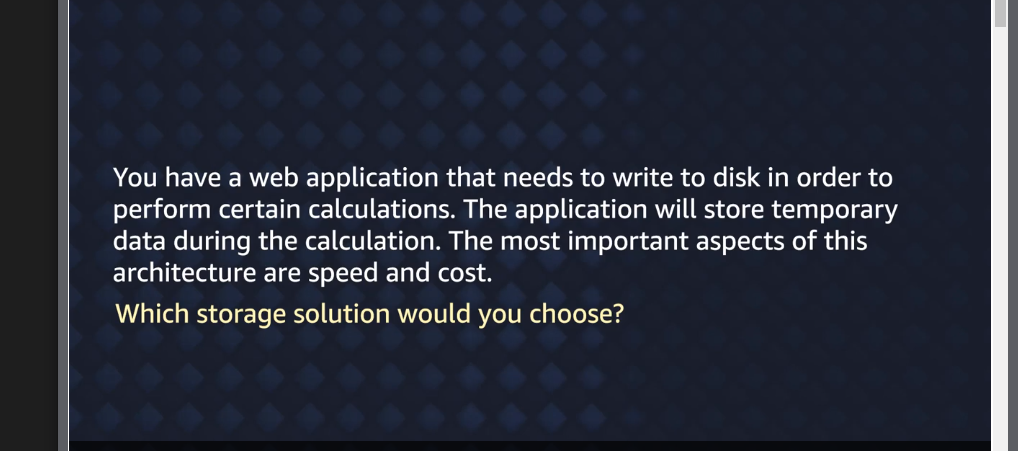 You have a web application that needs to write to disk in order to
perform certain calculations. The application will store temporary
data during the calculation. The most important aspects of this
architecture are speed and cost.
Which storage solution would you choose?